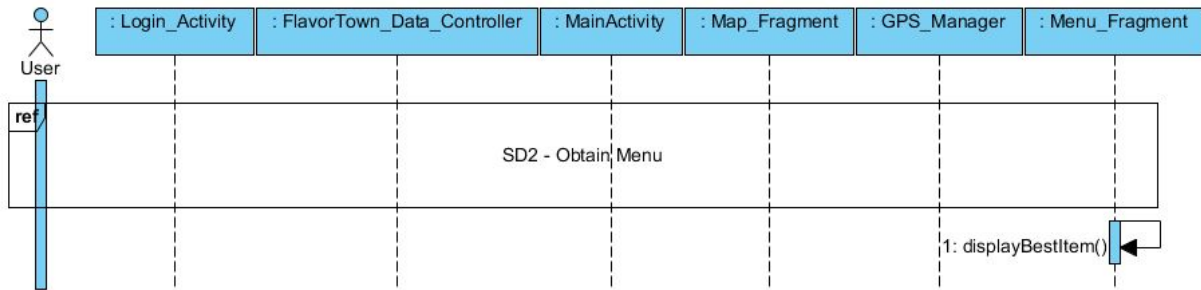 : Login_Activity
: FlavorTown_Data_Controller
: MainActivity
: Map_Fragment
: GPS_Manager
: Menu_Fragment
User
ref
SD2 - Obtain Menu
1: displayBestItem()